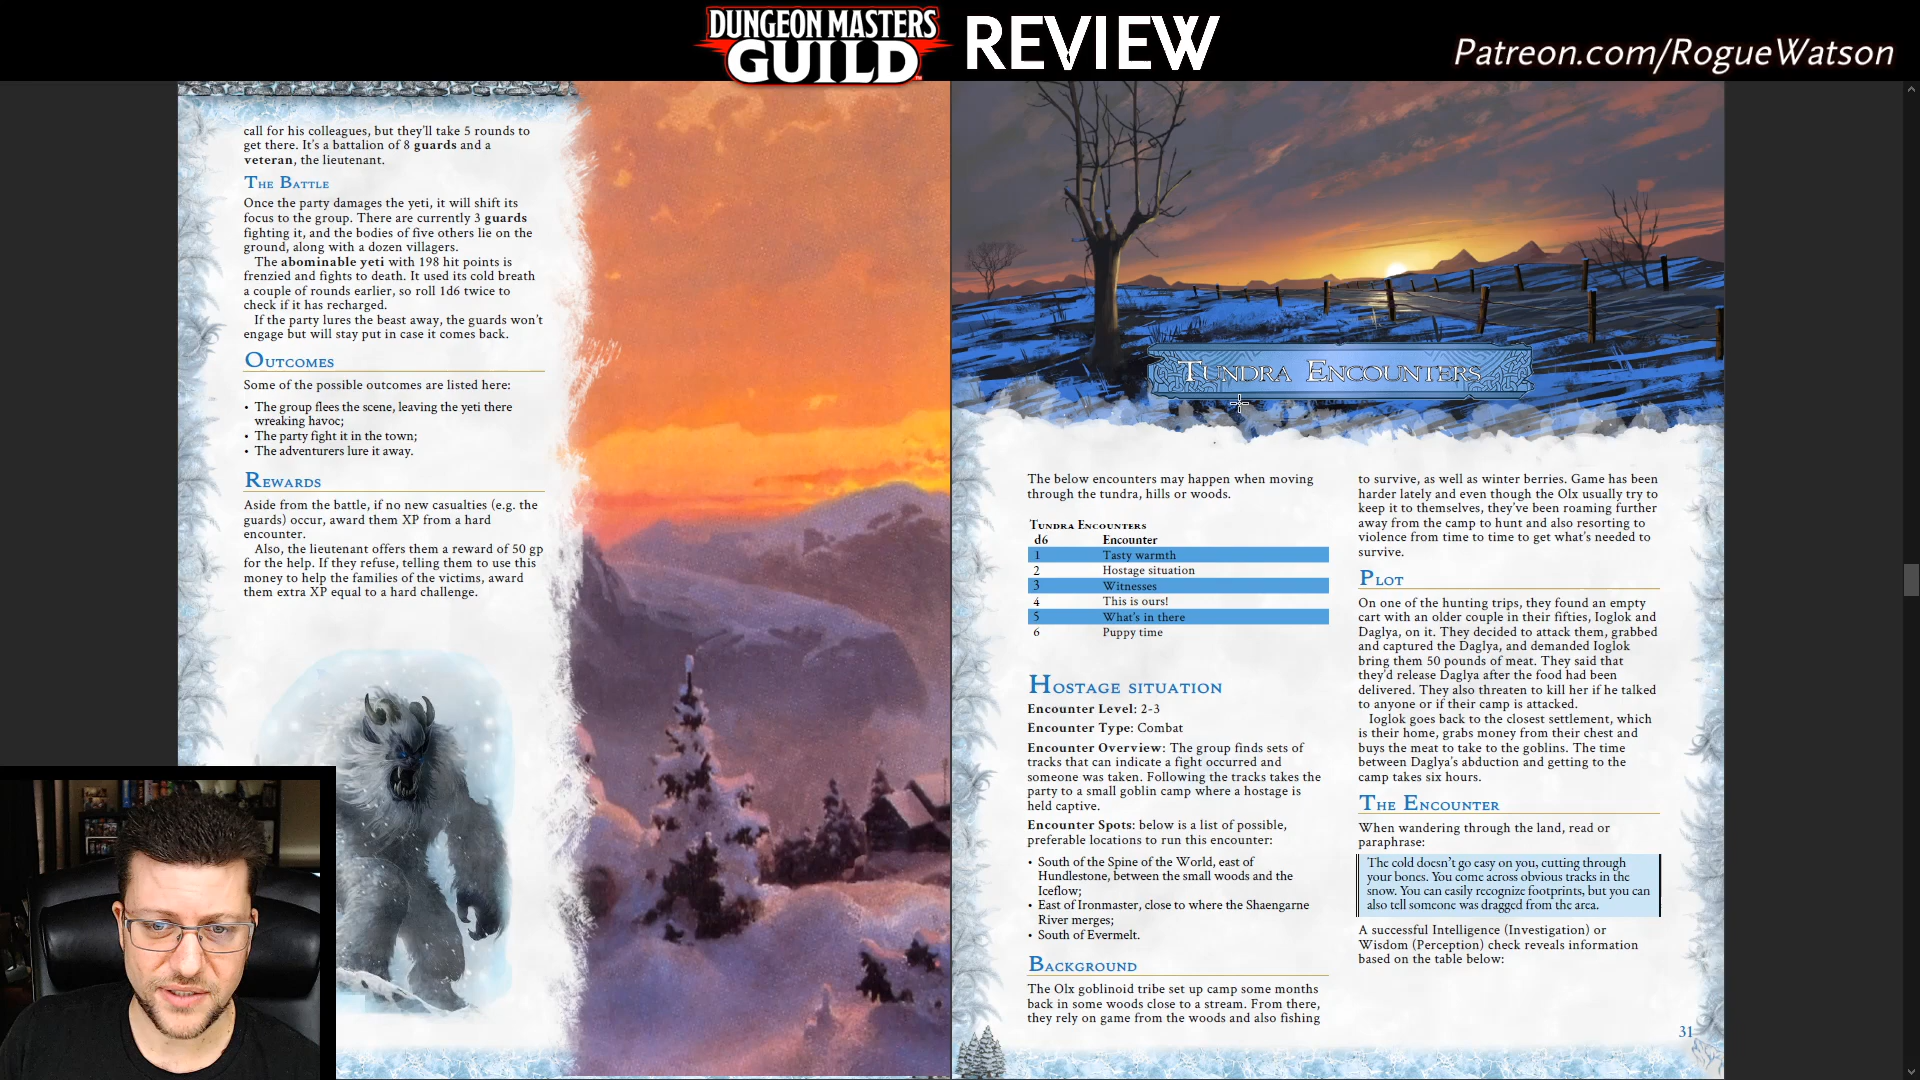 DUNGEON MASTERS
GUILD
REVIEW
Patreon.com/RogueWatson
call for his colleagues, but they'll take 5 rounds to
get there. It's a battalion of 8 guards and a
veteran, the lieutenant.
The Battle
Once the party damages the yeti, it will shift its
focus to the group. There are currently 3 guards
fighting it, and the bodies of five others lie on the
ground, along with a dozen villagers.
The abominable yeti with 198 hit points is
frenzied and fights to death. It used its cold breath
a couple of rounds earlier, so roll 1d6 twice to
check if it has recharged.
If the party lures the beast away, the guards won't
engage but will stay put in case it comes back.
Outcomes
Some of the possible outcomes are listed here:
• The group flees the scene, leaving the yeti there
wreaking havoc;
• The party fight it in the town;
• The adventurers lure it away.
Rewards
Aside from the battle, if no new casualties (e.g. the
guards) occur, award them XP from a hard
encounter.
Also, the lieutenant offers them a reward of 50 gp
for the help. If they refuse, telling them to use this
money to help the families of the victims, award
them extra XP equal to a hard challenge.
Tundra Encounters
The below encounters may happen when moving
through the tundra, hills or woods.
Tundra Encounters
d6 Encounter
1 Tasty warmth
2 Hostage situation
3 Witnesses
4 This is ours!
5 What's in there
6 Puppy time
Hostage situation
Encounter Level: 2-3
Encounter Type: Combat
Encounter Overview: The group finds sets of
tracks that can indicate a fight occurred and
someone was taken. Following the tracks takes the
party to a small goblin camp where a hostage is
held captive.
Encounter Spots: below is a list of possible,
preferable locations to run this encounter:
• South of the Spine of the World, east of
Hundlestone, between the small woods and the
Iceflow;
• East of Ironmaster, close to where the Shaengarne
River merges;
• South of Evermelt.
Background
The Olx goblinoid tribe set up camp some months
back in some woods close to a stream. From there,
they rely on game from the woods and also fishing
to survive, as well as winter berries. Game has been
harder lately and even though the Olx usually try to
keep it to themselves, they've been roaming further
away from the camp to hunt and also resorting to
violence from time to time to get what's needed to
survive.
Plot
On one of the hunting trips, they found an empty
cart with an older couple in their fifties, Ioglok and
Daglya, on it. They decided to attack them, grabbed
and captured the Daglya, and demanded Ioglok
bring them 50 pounds of meat. They said that
they'd release Daglya after the food had been
delivered. They also threaten to kill her if he talked
to anyone or if their camp is attacked.
Ioglok goes back to the closest settlement, which
is their home, grabs money from their chest and
buys the meat to take to the goblins. The time
between Daglya's abduction and getting to the
camp takes six hours.
The Encounter
When wandering through the land, read or
paraphrase:
The cold doesn't go easy on you, cutting through
your bones. You come across obvious tracks in the
snow. You can easily recognize footprints, but you can
also tell someone was dragged from the area.
A successful Intelligence (Investigation) or
Wisdom (Perception) check reveals information
based on the table below:
31